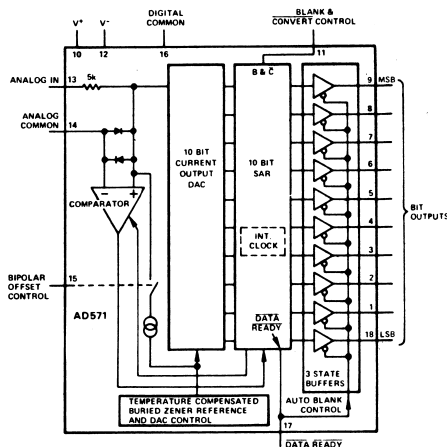 V+
V-
DIGITAL
COMMON
BLANK &
CONVERT CONTROL
10
12
16
11
ANALOG IN
13
5k
B & C̅
9
MSB
ANALOG
COMMON
14
8
7
10 BIT
CURRENT
OUTPUT
DAC
10 BIT
SAR
6
5
-
+
COMPARATOR
4
BIT
OUTPUTS
INT.
CLOCK
3
BIPOLAR
OFFSET
CONTROL
15
2
AD571
1
DATA
READY
18
LSB
3 STATE
BUFFERS
TEMPERATURE COMPENSATED
BURIED ZENER REFERENCE
AND DAC CONTROL
AUTO BLANK
CONTROL
17
DATA READY